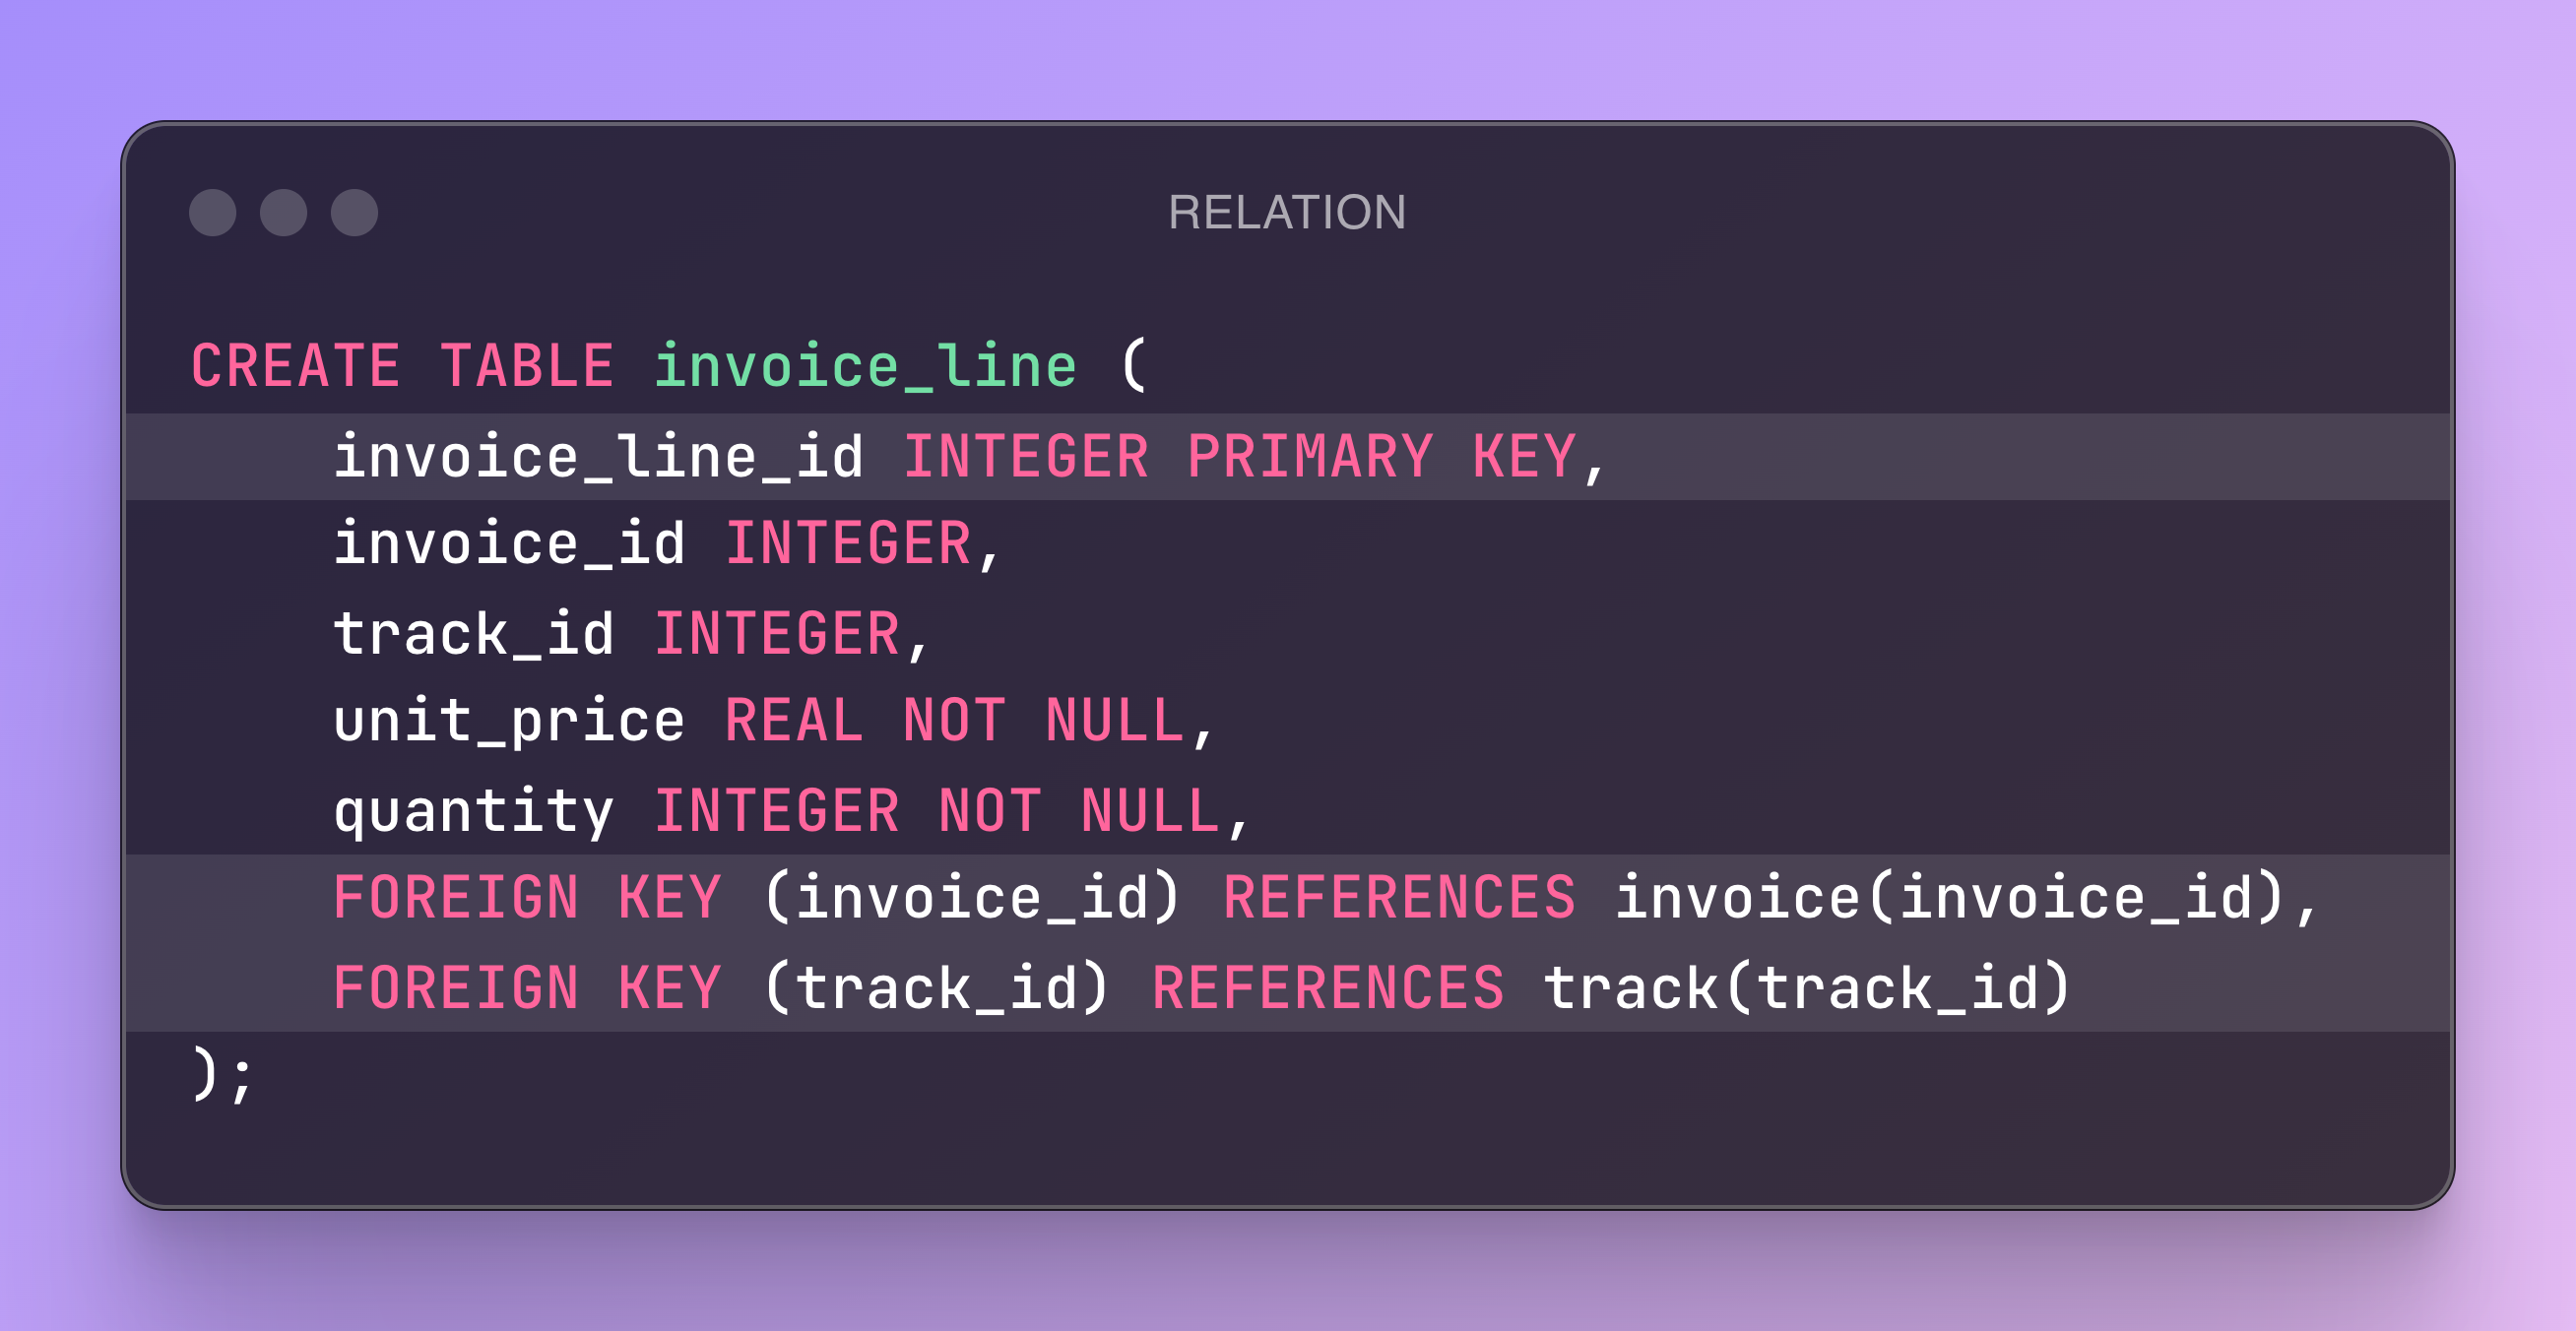 RELATION
CREATE TABLE invoice_line (
    invoice_line_id INTEGER PRIMARY KEY,
    invoice_id INTEGER,
    track_id INTEGER,
    unit_price REAL NOT NULL,
    quantity INTEGER NOT NULL,
    FOREIGN KEY (invoice_id) REFERENCES invoice(invoice_id),
    FOREIGN KEY (track_id) REFERENCES track(track_id)
);